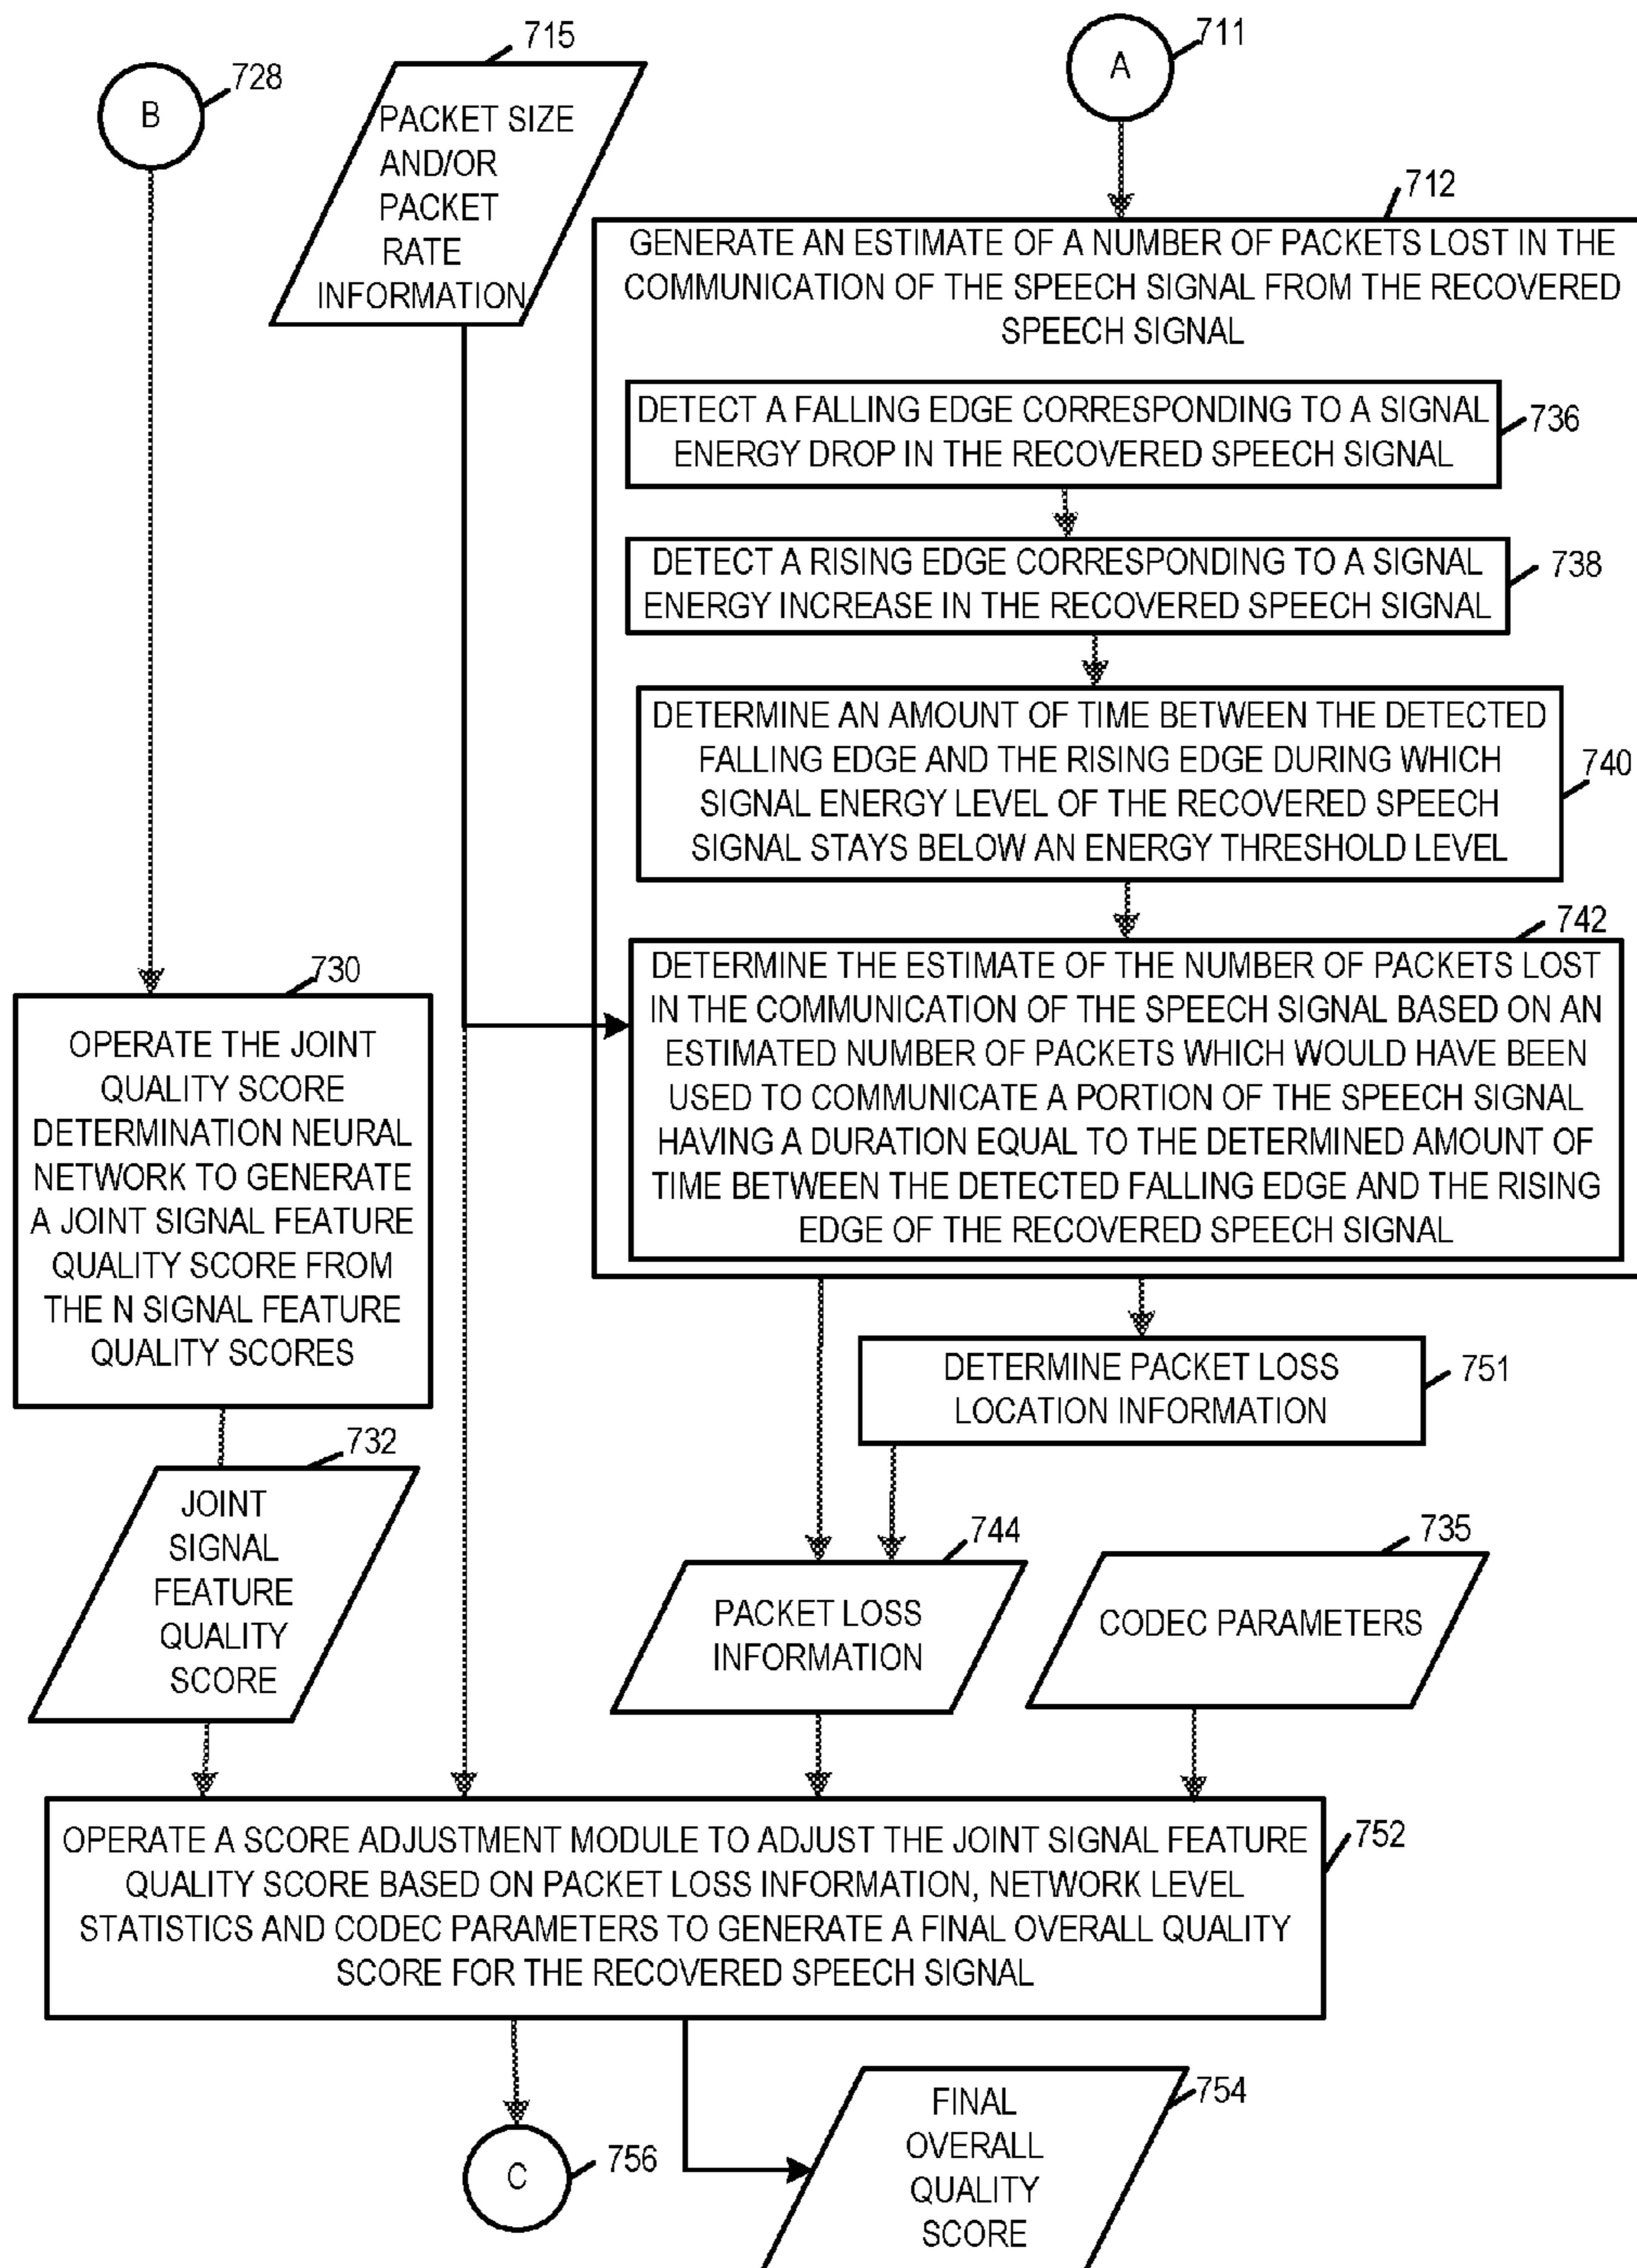 715
711
A
728
B
PACKET SIZE
AND/OR
PACKET
RATE
INFORMATION
712
GENERATE AN ESTIMATE OF A NUMBER OF PACKETS LOST IN THE
COMMUNICATION OF THE SPEECH SIGNAL FROM THE RECOVERED
SPEECH SIGNAL
DETECT A FALLING EDGE CORRESPONDING TO A SIGNAL
ENERGY DROP IN THE RECOVERED SPEECH SIGNAL
736
DETECT A RISING EDGE CORRESPONDING TO A SIGNAL
ENERGY INCREASE IN THE RECOVERED SPEECH SIGNAL
738
DETERMINE AN AMOUNT OF TIME BETWEEN THE DETECTED
FALLING EDGE AND THE RISING EDGE DURING WHICH
SIGNAL ENERGY LEVEL OF THE RECOVERED SPEECH
SIGNAL STAYS BELOW AN ENERGY THRESHOLD LEVEL
740
742
DETERMINE THE ESTIMATE OF THE NUMBER OF PACKETS LOST
IN THE COMMUNICATION OF THE SPEECH SIGNAL BASED ON AN
ESTIMATED NUMBER OF PACKETS WHICH WOULD HAVE BEEN
USED TO COMMUNICATE A PORTION OF THE SPEECH SIGNAL
HAVING A DURATION EQUAL TO THE DETERMINED AMOUNT OF
TIME BETWEEN THE DETECTED FALLING EDGE AND THE RISING
EDGE OF THE RECOVERED SPEECH SIGNAL
730
OPERATE THE JOINT
QUALITY SCORE
DETERMINATION NEURAL
NETWORK TO GENERATE
A JOINT SIGNAL FEATURE
QUALITY SCORE FROM
THE N SIGNAL FEATURE
QUALITY SCORES
DETERMINE PACKET LOSS
LOCATION INFORMATION
751
732
JOINT
SIGNAL
FEATURE
QUALITY
SCORE
744
PACKET LOSS
INFORMATION
735
CODEC PARAMETERS
OPERATE A SCORE ADJUSTMENT MODULE TO ADJUST THE JOINT SIGNAL FEATURE
QUALITY SCORE BASED ON PACKET LOSS INFORMATION, NETWORK LEVEL
STATISTICS AND CODEC PARAMETERS TO GENERATE A FINAL OVERALL QUALITY
SCORE FOR THE RECOVERED SPEECH SIGNAL
752
C
756
FINAL
OVERALL
QUALITY
SCORE
754